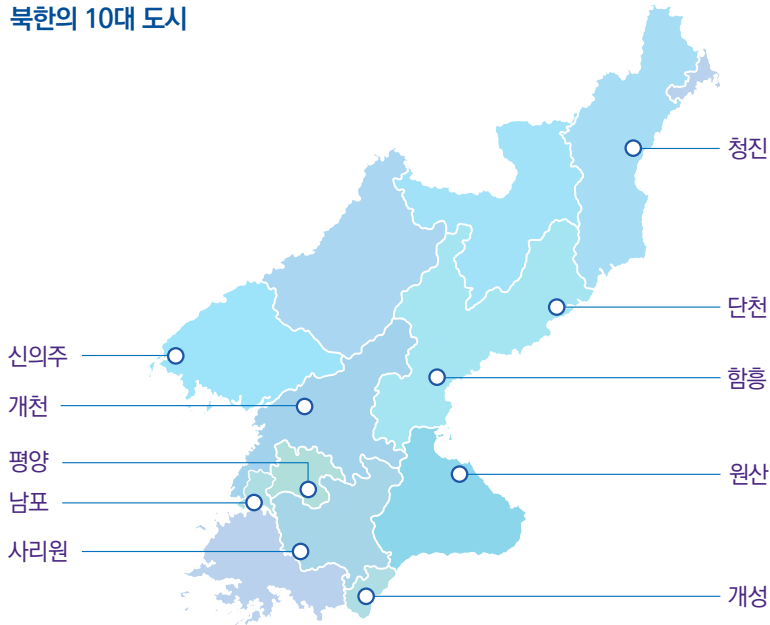 북한의 10대 도시
청진
단천
신의주
함흥
개천
평양
원산
남포
사리원
개성